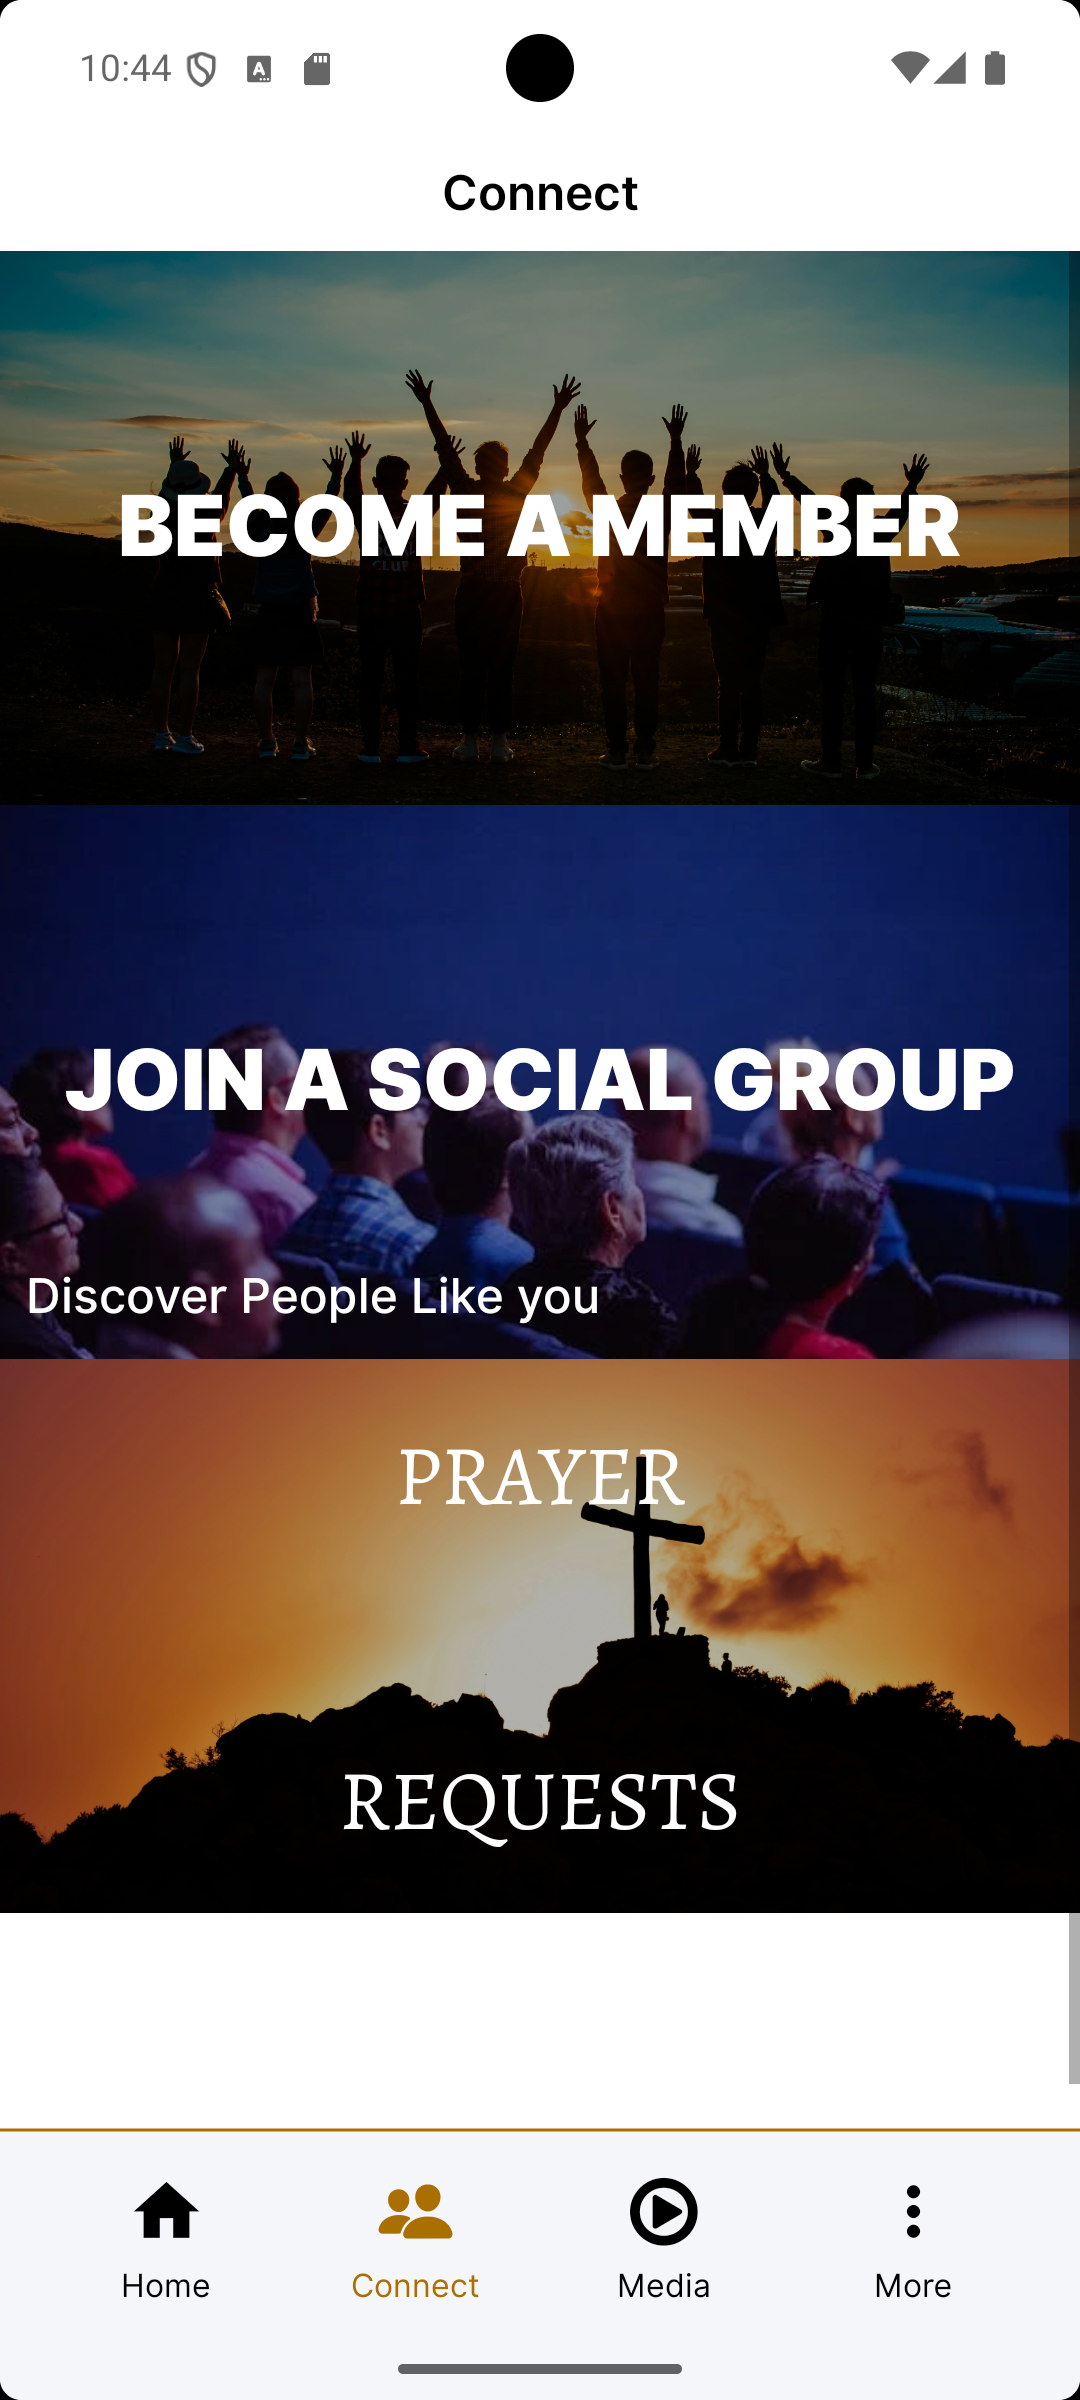 10:44
Connect
BECOME A MEMBER
JOIN A SOCIAL GROUP
Discover People Like you
PRAYER
REQUESTS
Home
Connect
Media
More